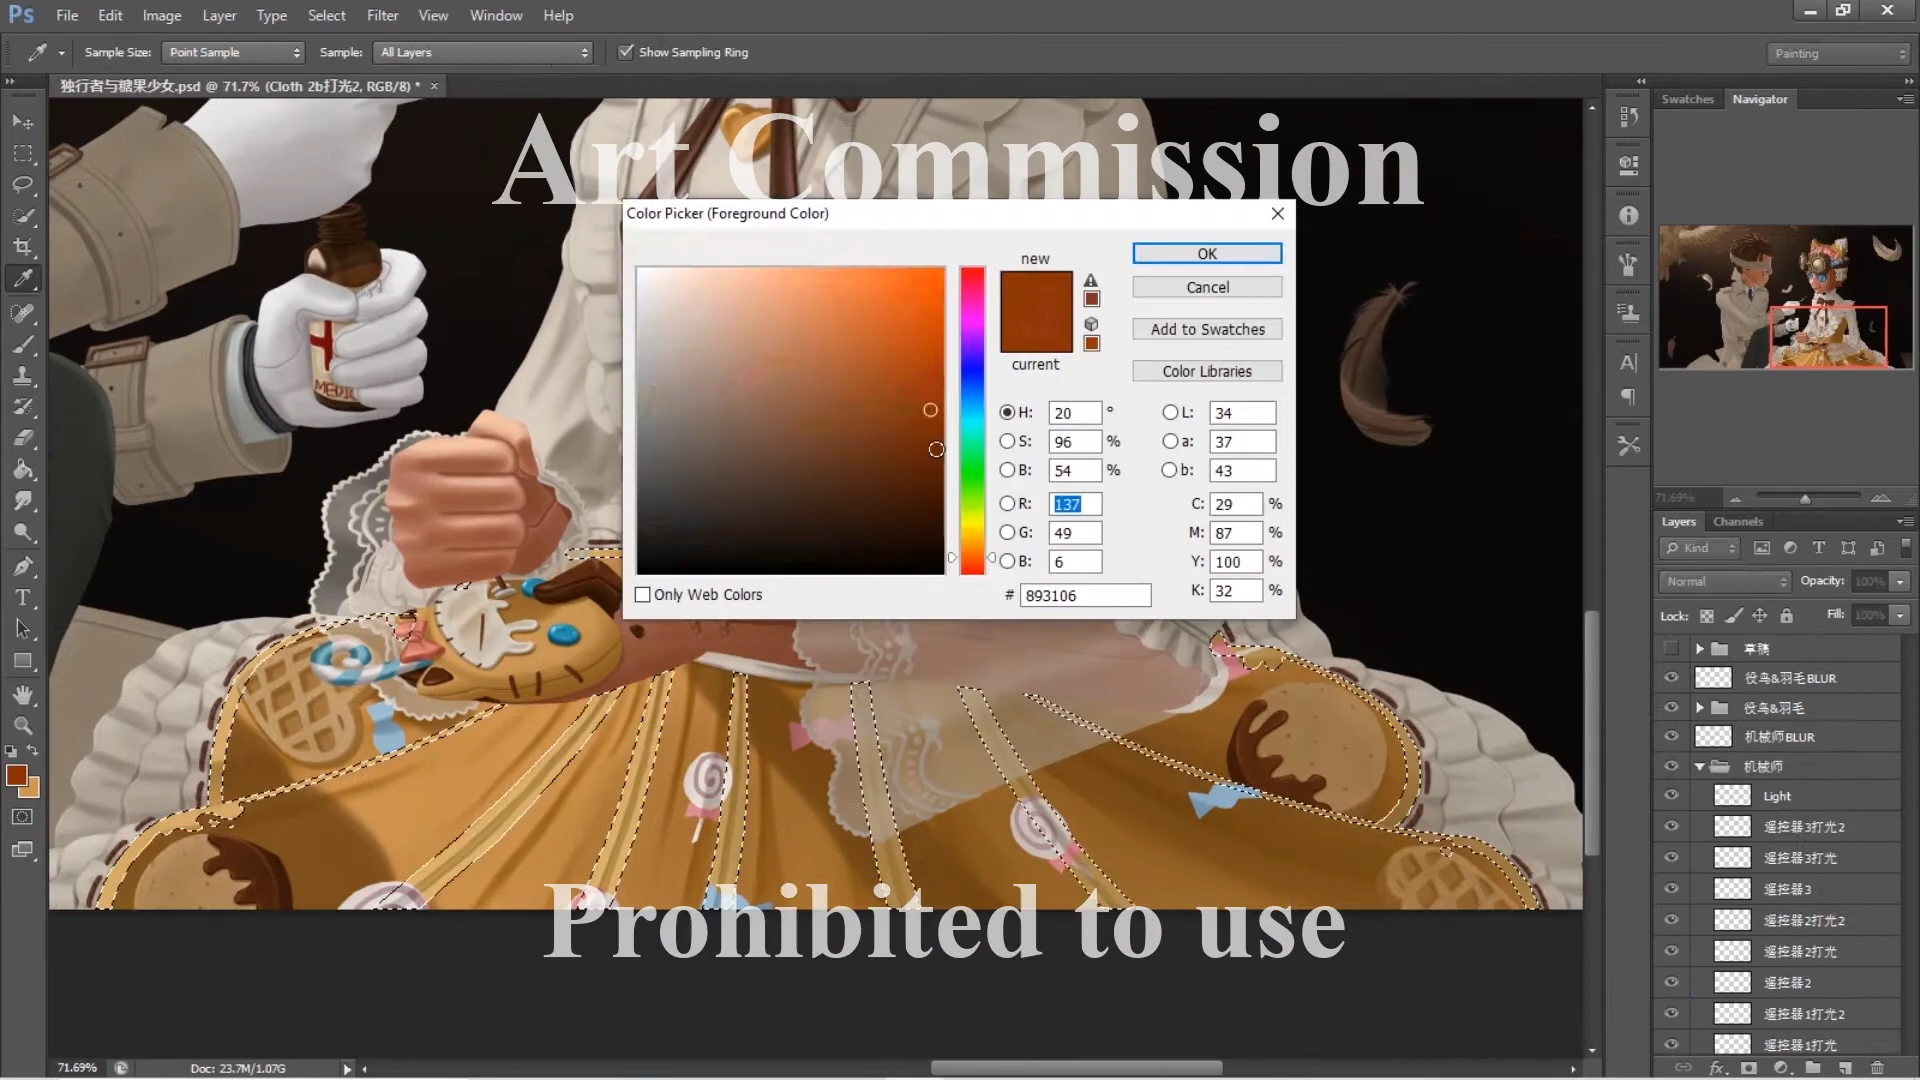 Ps File Edit Image Layer Type Select Filter View Window Help
Sample Size: Point Sample Sample: All Layers Show Sampling Ring Painting
独行者与糖果少女.psd @ 71.7% (Cloth 2b打光2, RGB/8) * ×
Swatches Navigator
Art Commission
Color Picker (Foreground Color)
new
current
OK
Cancel
Add to Swatches
Color Libraries
H: 20 °
S: 96 %
B: 54 %
R: 137
G: 49
B: 6
# 893106
L: 34
a: 37
b: 43
C: 29 %
M: 87 %
Y: 100 %
K: 32 %
Only Web Colors
MEDIC
71.69%
Layers Channels
Kind
Normal Opacity: 100%
Lock: Fill: 100%
草稿
役鸟&羽毛BLUR
役鸟&羽毛
机械师BLUR
机械师
Light
遥控器3打光2
遥控器3打光
遥控器3
遥控器2打光2
遥控器2打光
遥控器2
遥控器1打光2
遥控器1打光
Prohibited to use
71.69% Doc: 23.7M/1.07G